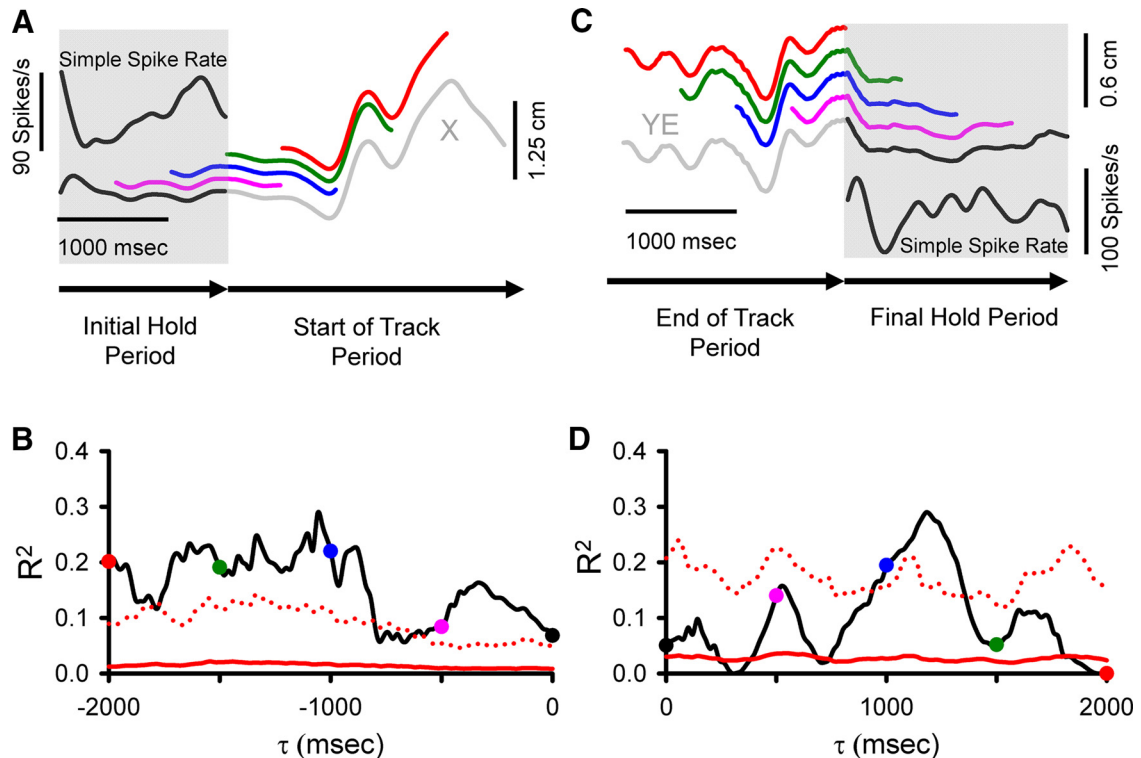 A
Simple Spike Rate
90 Spikes/s
X
1.25 cm
1000 msec
Initial Hold
Period
Start of Track
Period
C
YE
0.6 cm
100 Spikes/s
1000 msec
Simple Spike Rate
End of Track
Period
Final Hold Period
B
R²
0.4
0.3
0.2
0.1
0.0
-2000
-1000
0
τ (msec)
D
R²
0.4
0.3
0.2
0.1
0.0
0
1000
2000
τ (msec)